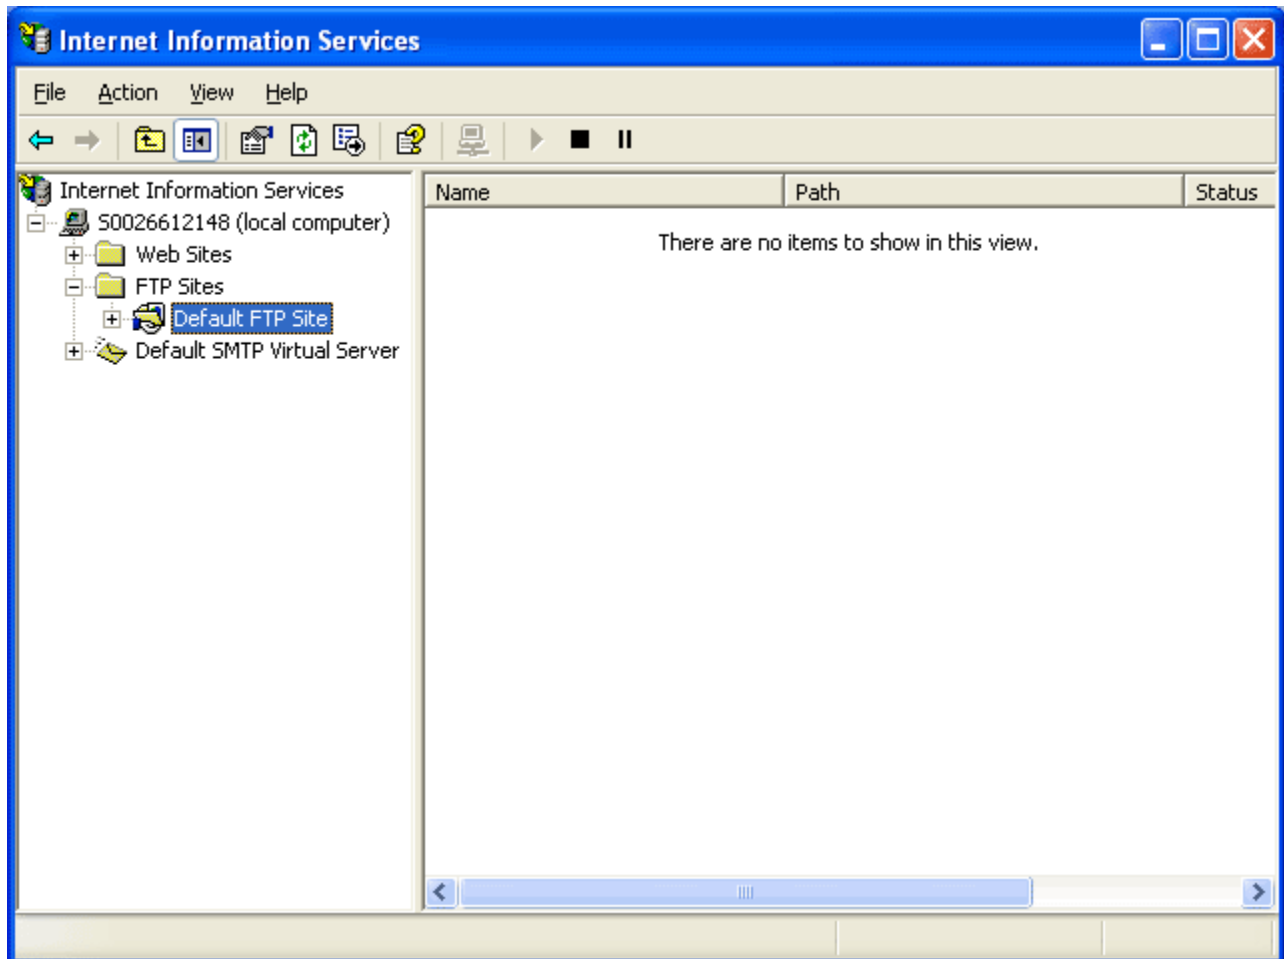 Internet Information Services
File Action View Help
Internet Information Services
S0026612148 (local computer)
Web Sites
FTP Sites
Default FTP Site
Default SMTP Virtual Server
Name Path Status
There are no items to show in this view.